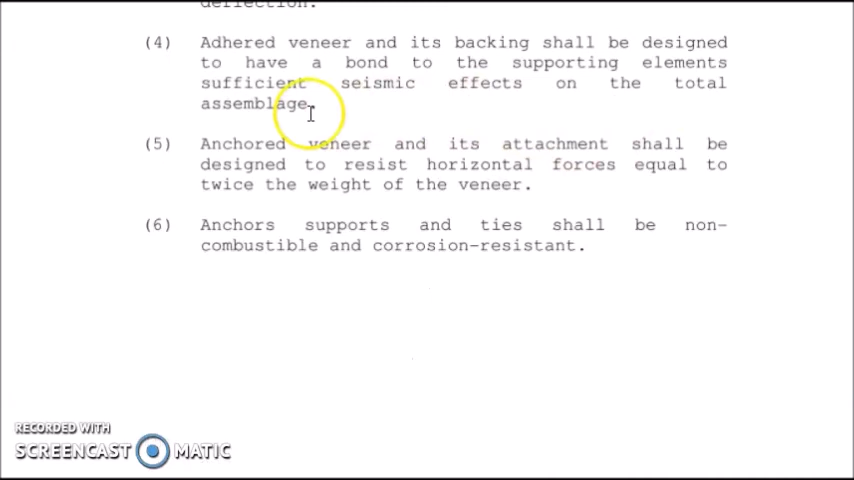 deflection.
(4) Adhered veneer and its backing shall be designed
to have a bond to the supporting elements
sufficient seismic effects on the total
assemblage.
(5) Anchored veneer and its attachment shall be
designed to resist horizontal forces equal to
twice the weight of the veneer.
(6) Anchors supports and ties shall be non-
combustible and corrosion-resistant.
RECORDED WITH
SCREENCAST MATIC